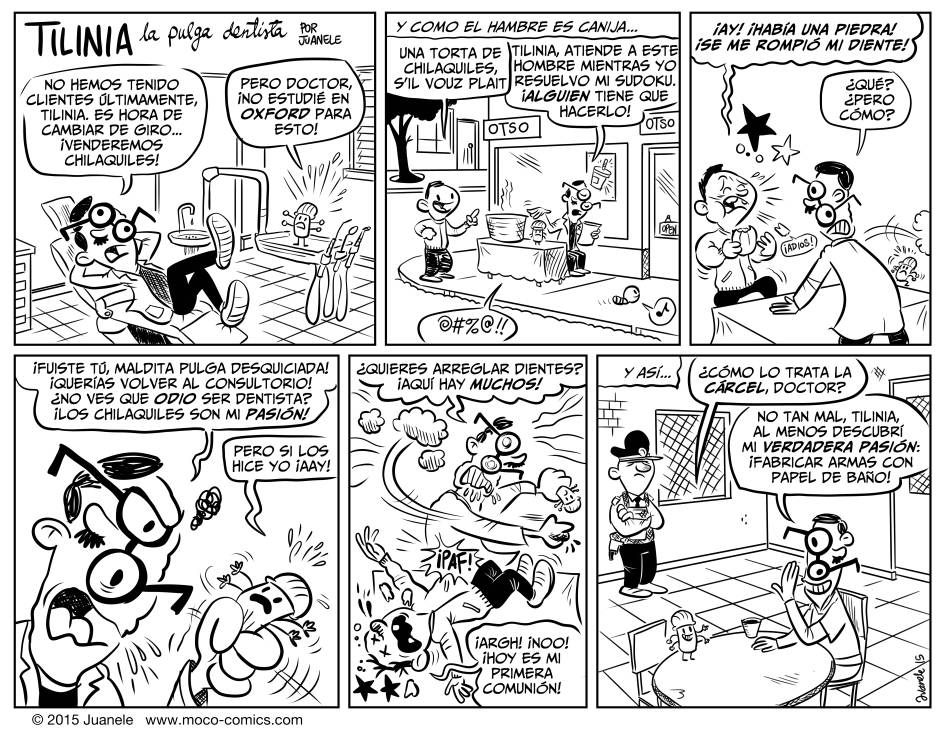 TILINIA la pulga dentista POR
JUANELE
NO HEMOS TENIDO
CLIENTES ÚLTIMAMENTE,
TILINIA. ES HORA DE
CAMBIAR DE GIRO...
¡VENDEREMOS
CHILAQUILES!
PERO DOCTOR,
¡NO ESTUDIÉ EN
OXFORD PARA
ESTO!
Y COMO EL HAMBRE ES CANIJA...
UNA TORTA DE
CHILAQUILES,
S'IL VOUZ PLAIT
TILINIA, ATIENDE A ESTE
HOMBRE MIENTRAS YO
RESUELVO MI SUDOKU.
¡ALGUIEN TIENE QUE
HACERLO!
OTSO
OTSO
OPEN
@#%@!!
¡AY! ¡HABÍA UNA PIEDRA!
¡SE ME ROMPIÓ MI DIENTE!
¿QUÉ?
¿PERO
CÓMO?
¡ADIOS!
¡FUISTE TÚ, MALDITA PULGA DESQUICIADA!
¡QUERÍAS VOLVER AL CONSULTORIO!
¿NO VES QUE ODIO SER DENTISTA?
¡LOS CHILAQUILES SON MI PASIÓN!
PERO SI LOS
HICE YO ¡AAY!
¿QUIERES ARREGLAR DIENTES?
¡AQUÍ HAY MUCHOS!
¡PAF!
¡ARGH! ¡NOO!
¡HOY ES MI
PRIMERA
COMUNIÓN!
Y ASÍ...
¿CÓMO LO TRATA LA
CÁRCEL, DOCTOR?
NO TAN MAL, TILINIA,
AL MENOS DESCUBRÍ
MI VERDADERA PASIÓN:
¡FABRICAR ARMAS CON
PAPEL DE BAÑO!
Juanele 15
© 2015 Juanele www.moco-comics.com